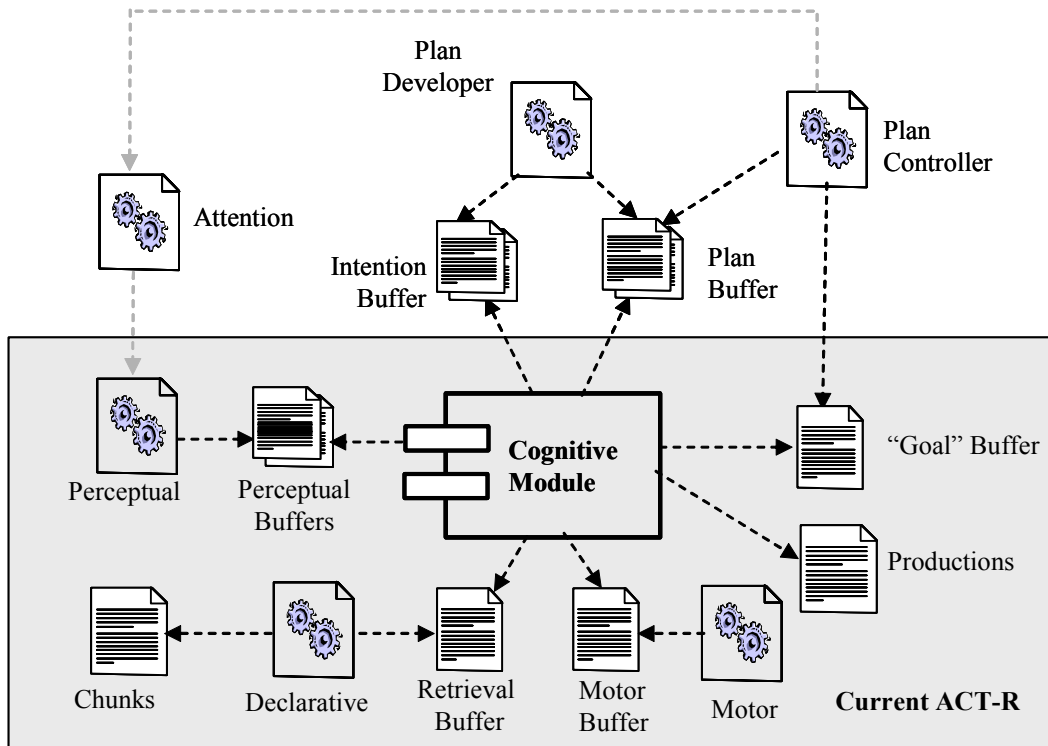 Plan
Developer
Plan
Controller
Attention
Intention
Buffer
Plan
Buffer
Cognitive
Module
"Goal" Buffer
Perceptual
Perceptual
Buffers
Productions
Chunks
Declarative
Retrieval
Buffer
Motor
Buffer
Motor
Current ACT-R